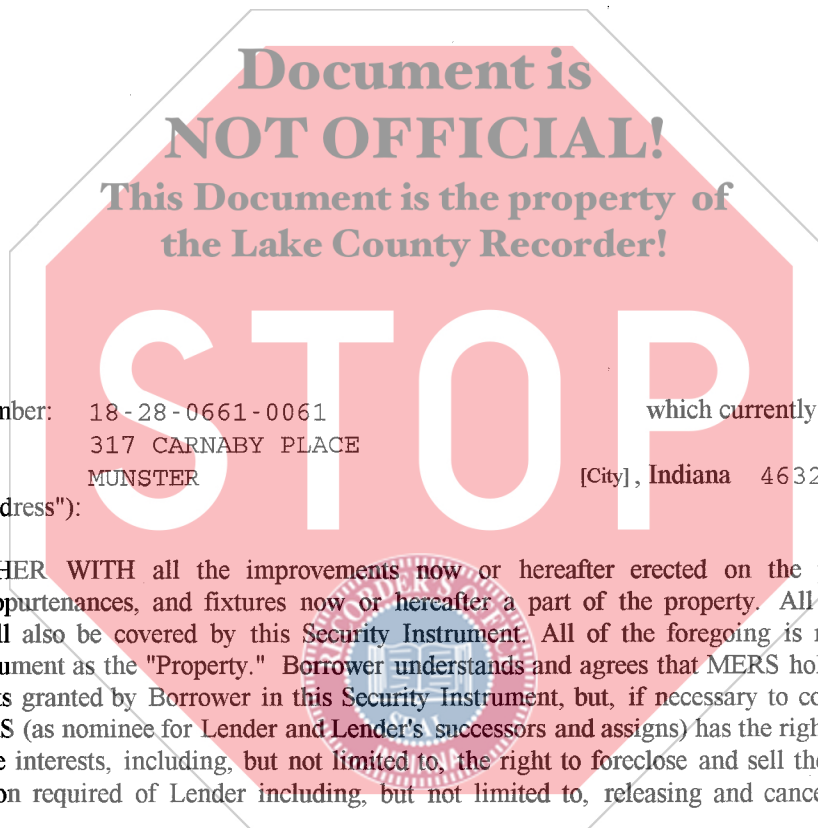 Document is
NOT OFFICIAL!
This Document is the property of
the Lake County Recorder!
STOP
mber: 18-28-0661-0061 which currently
317 CARNABY PLACE
MUNSTER [City], Indiana 4632
dress"):
HER WITH all the improvements now or hereafter erected on the
ppurtenances, and fixtures now or hereafter a part of the property. All
ll also be covered by this Security Instrument. All of the foregoing is
ument as the "Property." Borrower understands and agrees that MERS hol
ts granted by Borrower in this Security Instrument, but, if necessary to co
S (as nominee for Lender and Lender's successors and assigns) has the righ
e interests, including, but not limited to, the right to foreclose and sell the
on required of Lender including, but not limited to, releasing and cance
RECORDER'S OFFICE
SEAL
INDIANA